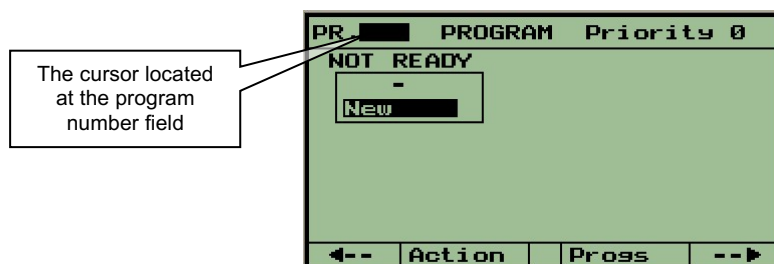 The cursor located
at the program
number field
PR. PROGRAM Priority 0
NOT READY
-
New
◄-- Action Progs --►